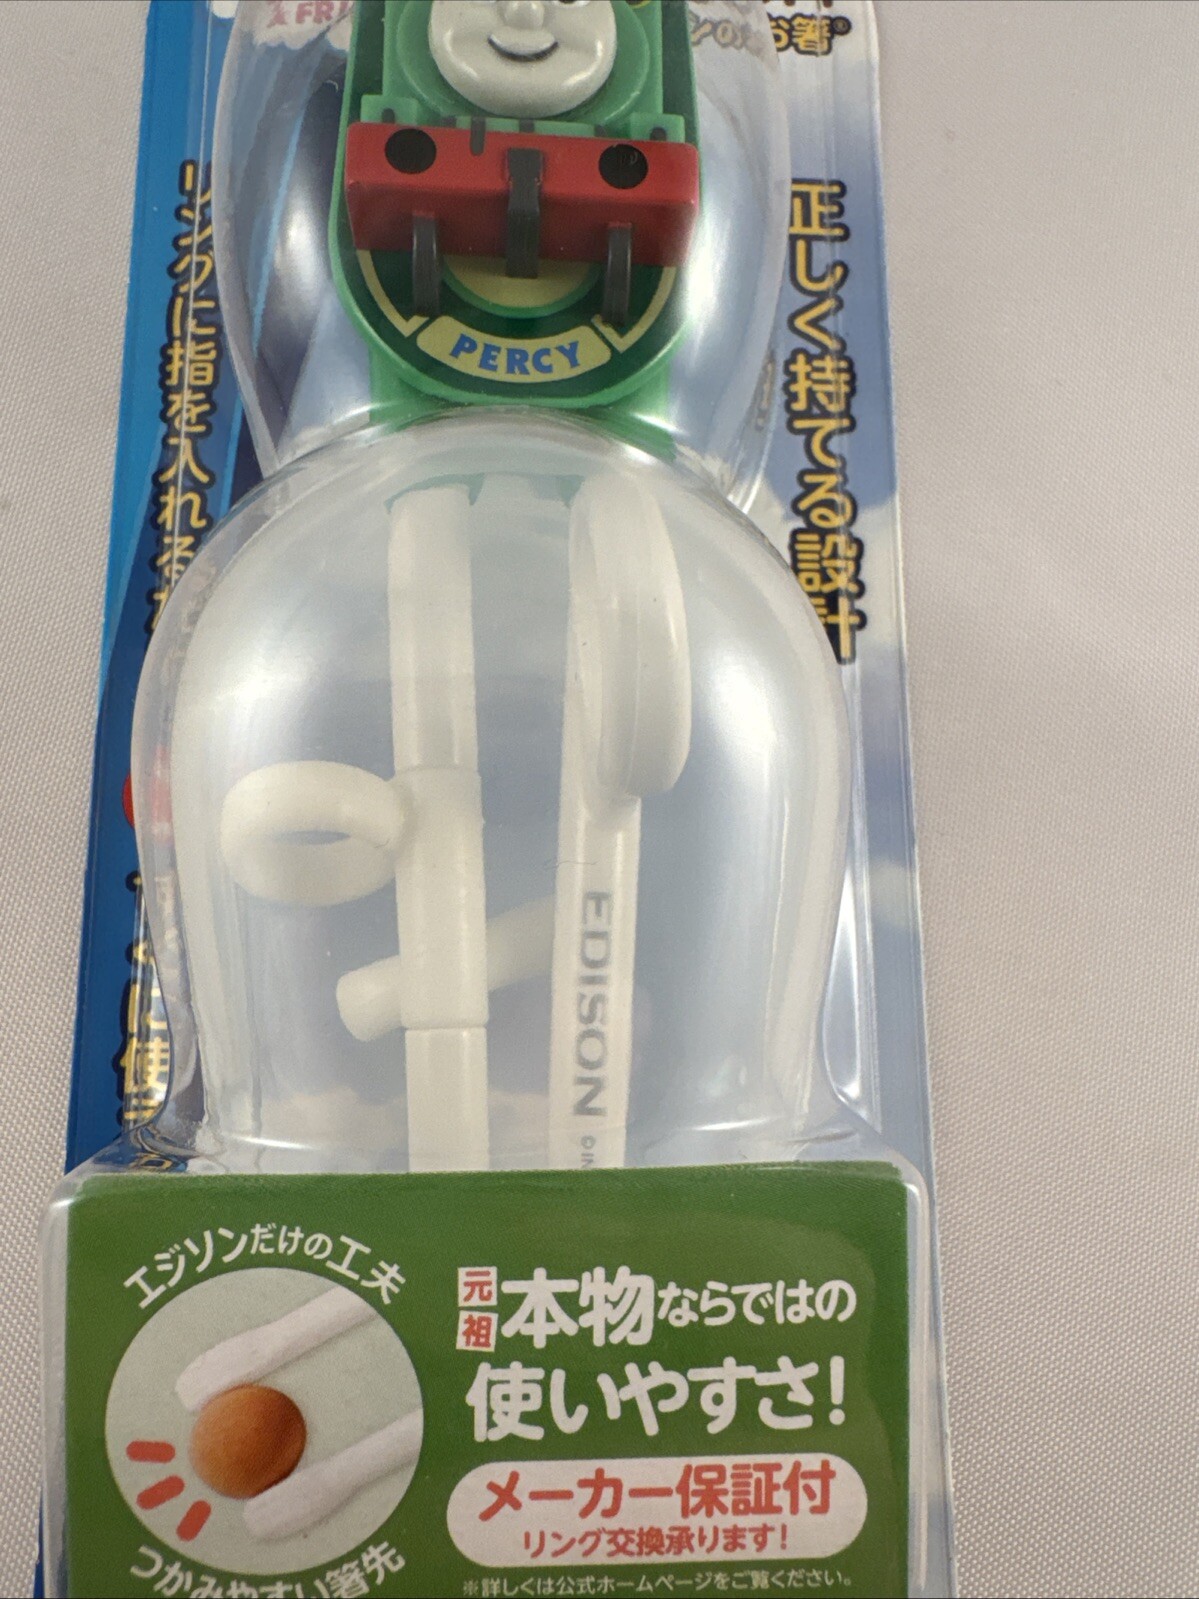 FRI
お箸®
正しく持てる設計
リングに指を入れる
PERCY
EDISON
エジソンだけの工夫
つかみやすい箸先
元祖
本物ならではの
使いやすさ!
メーカー保証付
リング交換承ります!
※詳しくは公式ホームページをご覧ください。